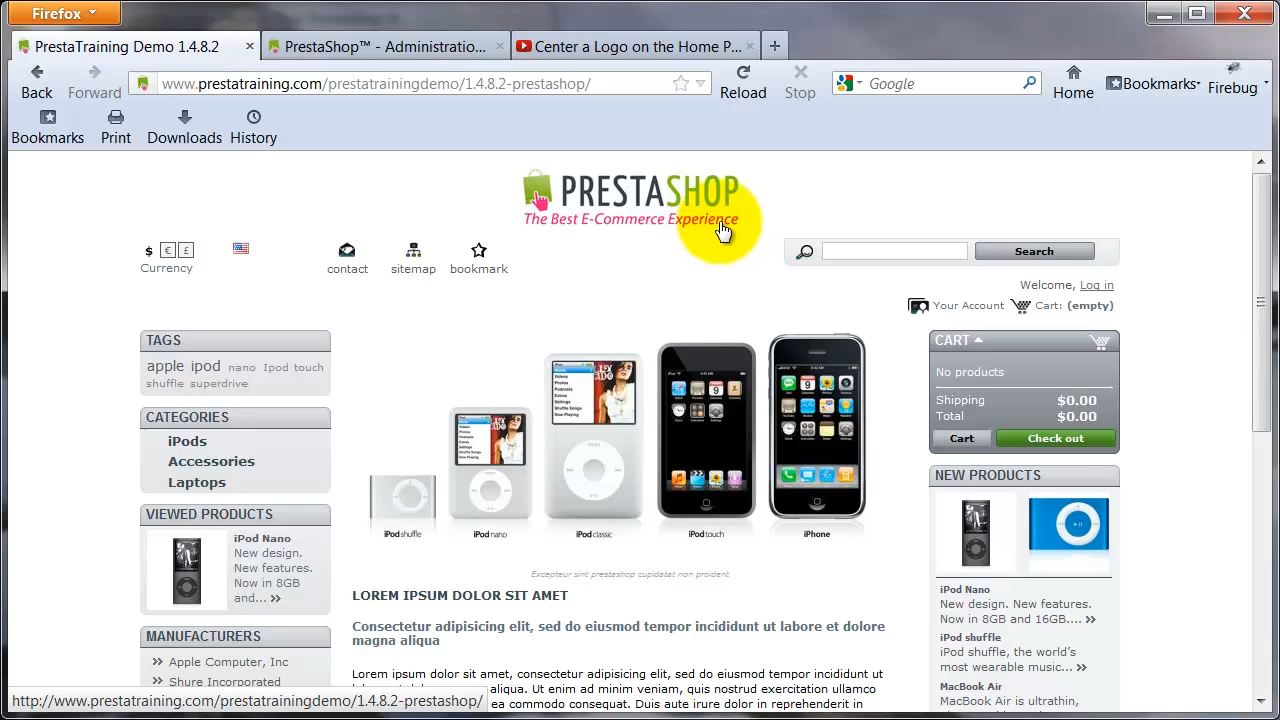 Firefox
PrestaTraining Demo 1.4.8.2
PrestaShop™ - Administratio...
Center a Logo on the Home P...
Back
Forward
www.prestatraining.com/prestatrainingdemo/1.4.8.2-prestashop/
Reload
Stop
Google
Home
Bookmarks
Firebug
Bookmarks
Print
Downloads
History
PRESTASHOP
The Best E-Commerce Experience
$ € £
Currency
contact
sitemap
bookmark
Search
Welcome, Log in
Your Account
Cart: (empty)
TAGS
apple ipod nano Ipod touch
shuffle superdrive
CATEGORIES
iPods
Accessories
Laptops
VIEWED PRODUCTS
iPod Nano
New design.
New features.
Now in 8GB
and... »
MANUFACTURERS
» Apple Computer, Inc
» Shure Incorporated
iPod shuffle
iPod nano
iPod classic
iPod touch
iPhone
Excepteur sint prestashop cupidatat non proident
LOREM IPSUM DOLOR SIT AMET
Consectetur adipisicing elit, sed do eiusmod tempor incididunt ut labore et dolore
magna aliqua
Lorem ipsum dolor sit amet, consectetur adipisicing elit, sed do eiusmod tempor incididunt
aliqua. Ut enim ad minim veniam, quis nostrud exercitation ullamco
ea commodo consequat. Duis aute irure dolor in reprehenderit in
CART
No products
Shipping $0.00
Total $0.00
Cart
Check out
NEW PRODUCTS
iPod Nano
New design. New features.
Now in 8GB and 16GB.... »
iPod shuffle
iPod shuffle, the world's
most wearable music... »
MacBook Air
MacBook Air is ultrathin,
http://www.prestatraining.com/prestatrainingdemo/1.4.8.2-prestashop/